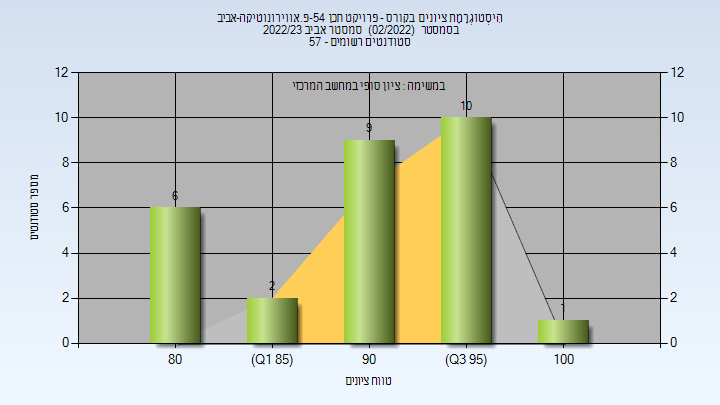 היסטוגרמת ציונים בקורס - פרויקט תכן 9-54.אווירונוטיקה-אביב
בסמסטר (02/2022) סמסטר אביב 2022/23
סטודנטים רשומים - 57
במשימה : ציון סופי במחשב המרכזי
מספר סטודנטים
12 12
10 10
8 8
6 6
4 4
2 2
0 0
6 2 9 10 1
80 (Q1 85) 90 (Q3 95) 100
טווח ציונים